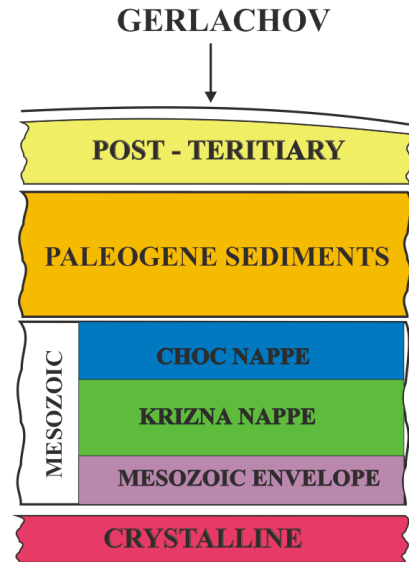 GERLACHOV
POST - TERITIARY
PALEOGENE SEDIMENTS
MESOZOIC
CHOC NAPPE
KRIZNA NAPPE
MESOZOIC ENVELOPE
CRYSTALLINE